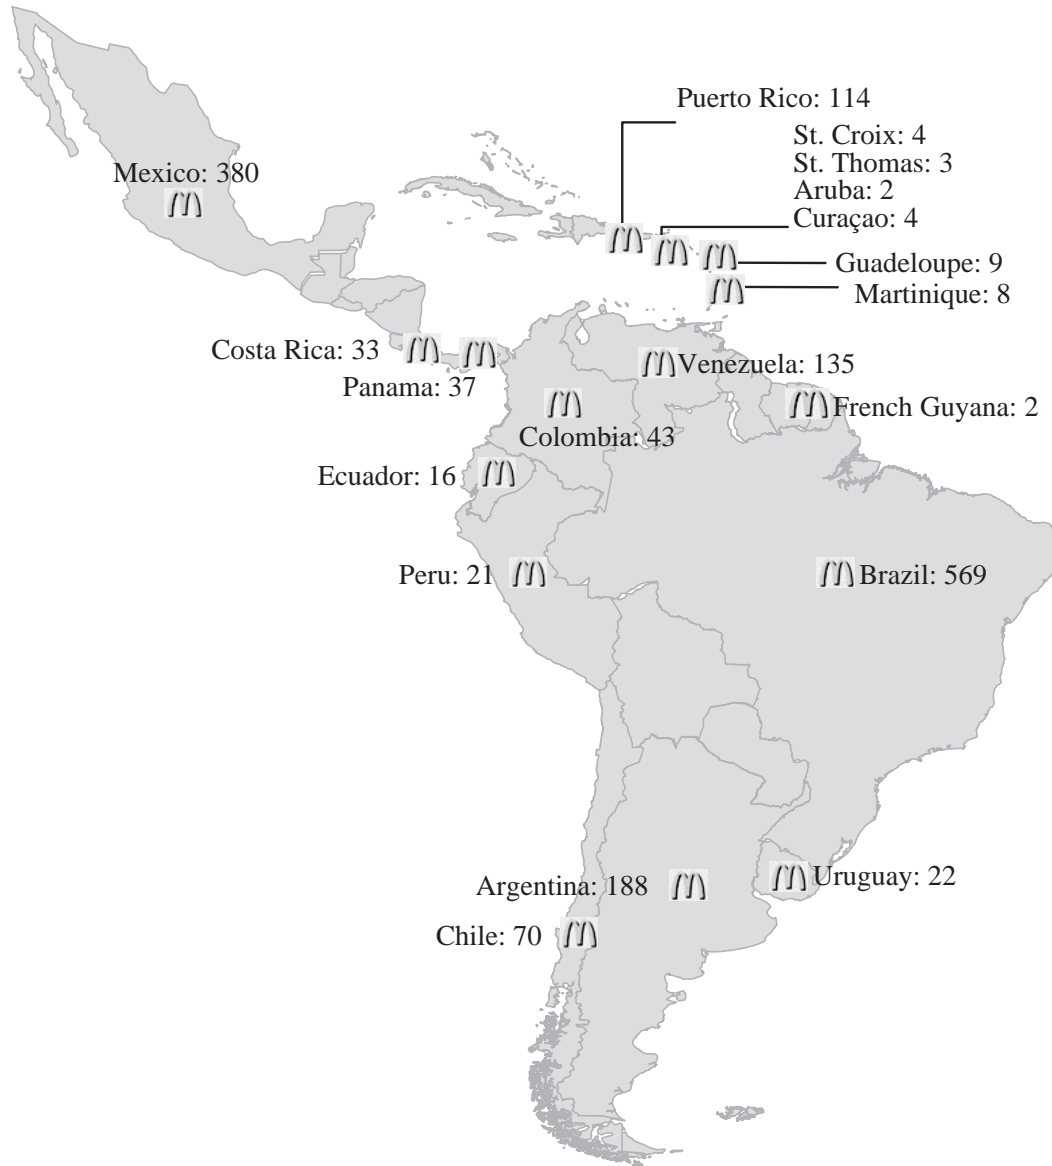 Puerto Rico: 114
St. Croix: 4
St. Thomas: 3
Aruba: 2
Curaçao: 4
Mexico: 380
Guadeloupe: 9
Martinique: 8
Costa Rica: 33
Panama: 37
Venezuela: 135
French Guyana: 2
Colombia: 43
Ecuador: 16
Peru: 21
Brazil: 569
Argentina: 188
Uruguay: 22
Chile: 70